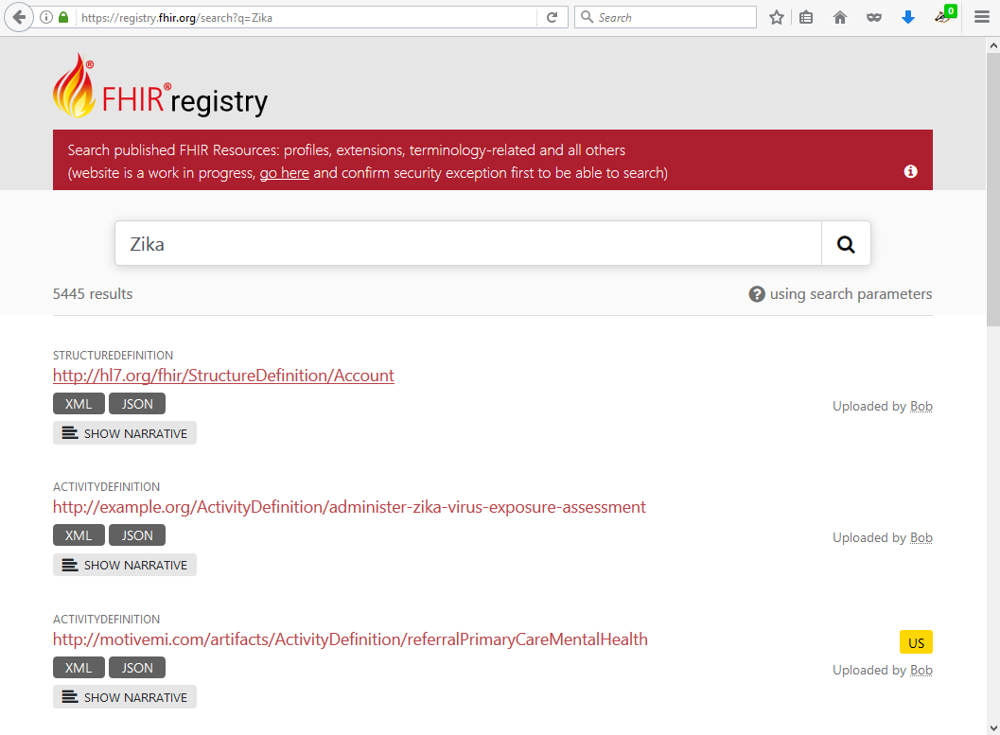 https://registry.fhir.org/search?q=Zika
Search
0
FHIR® registry
®
Search published FHIR Resources: profiles, extensions, terminology-related and all others
(website is a work in progress, go here and confirm security exception first to be able to search)
Zika
5445 results
using search parameters
STRUCTUREDEFINITION
http://hl7.org/fhir/StructureDefinition/Account
XML JSON
Uploaded by Bob
SHOW NARRATIVE
ACTIVITYDEFINITION
http://example.org/ActivityDefinition/administer-zika-virus-exposure-assessment
XML JSON
Uploaded by Bob
SHOW NARRATIVE
ACTIVITYDEFINITION
http://motivemi.com/artifacts/ActivityDefinition/referralPrimaryCareMentalHealth
US
XML JSON
Uploaded by Bob
SHOW NARRATIVE